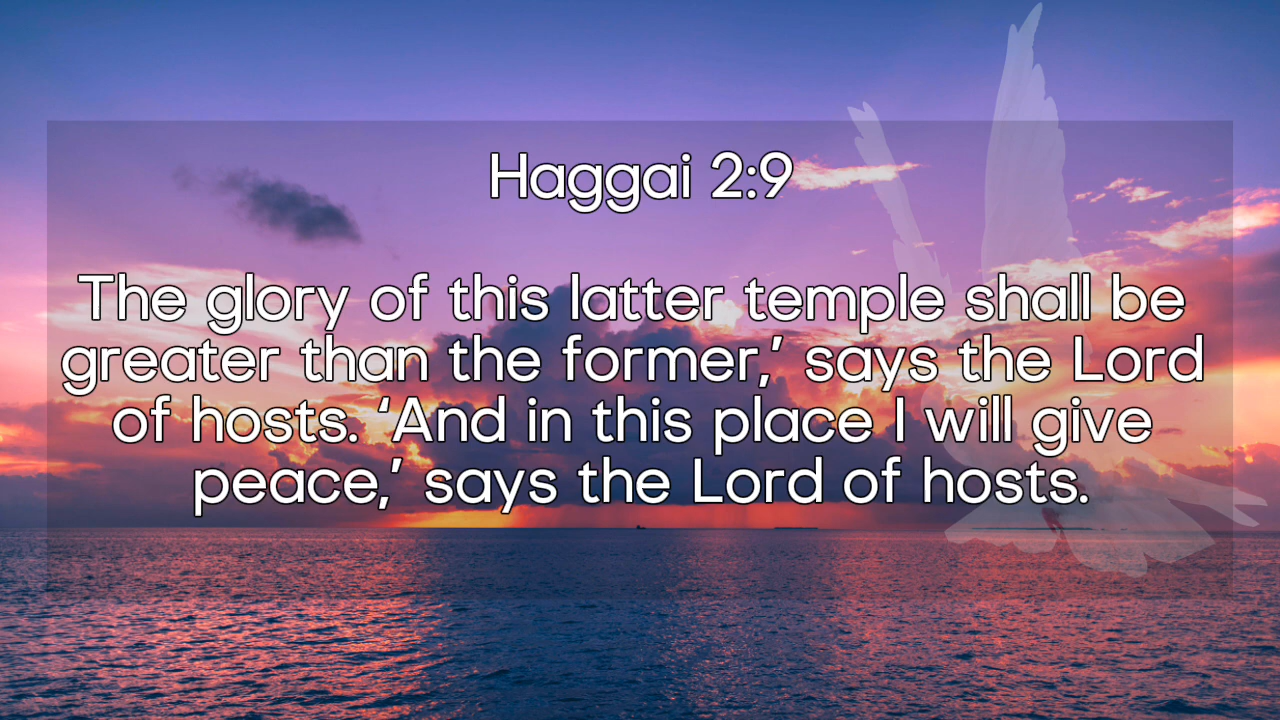 Haggai 2:9
The glory of this latter temple shall be
greater than the former,’ says the Lord
of hosts. ‘And in this place I will give
peace,’ says the Lord of hosts.